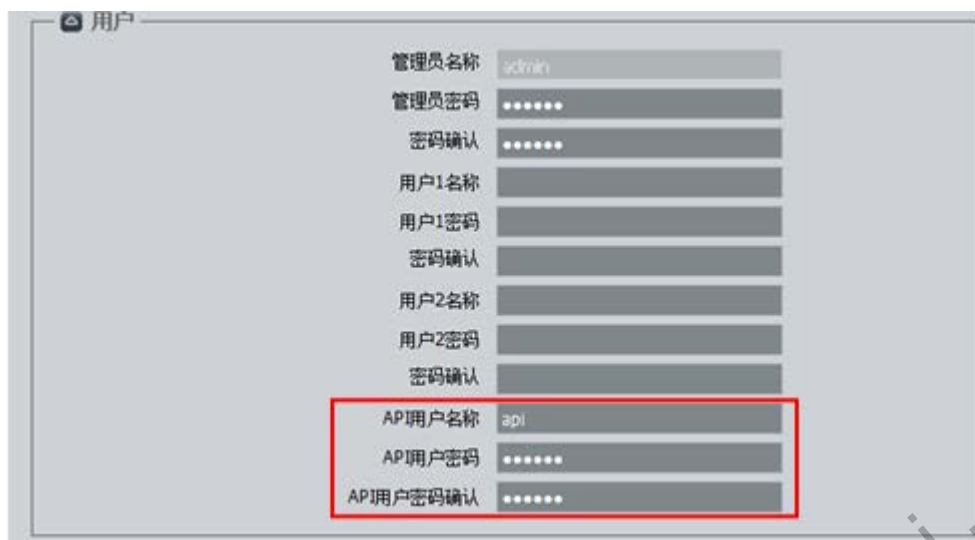 用户
管理员名称 admin
管理员密码 ••••••
密码确认 ••••••
用户1名称
用户1密码
密码确认
用户2名称
用户2密码
密码确认
API用户名称 api
API用户密码 ••••••
API用户密码确认 ••••••